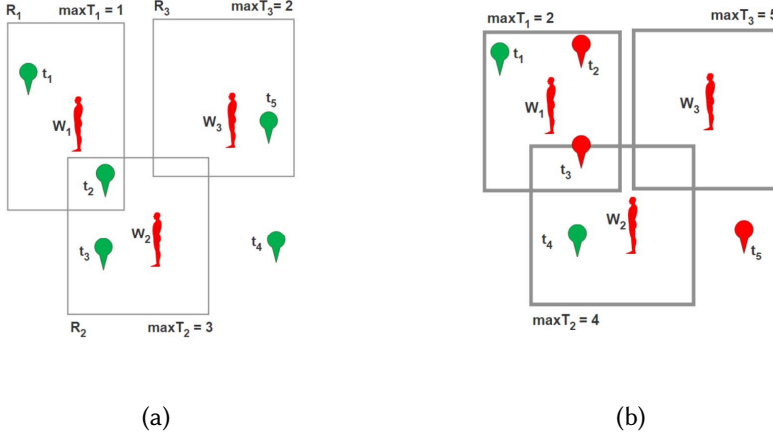 R₁ maxT₁ = 1 R₃ maxT₃ = 2
t₁
W₁
t₅
W₃
t₂
W₂
t₃
t₄
R₂ maxT₂ = 3
(a)
maxT₁ = 2 maxT₃ = 5
t₁
t₂
W₁
W₃
t₃
t₄
W₂
t₅
maxT₂ = 4
(b)